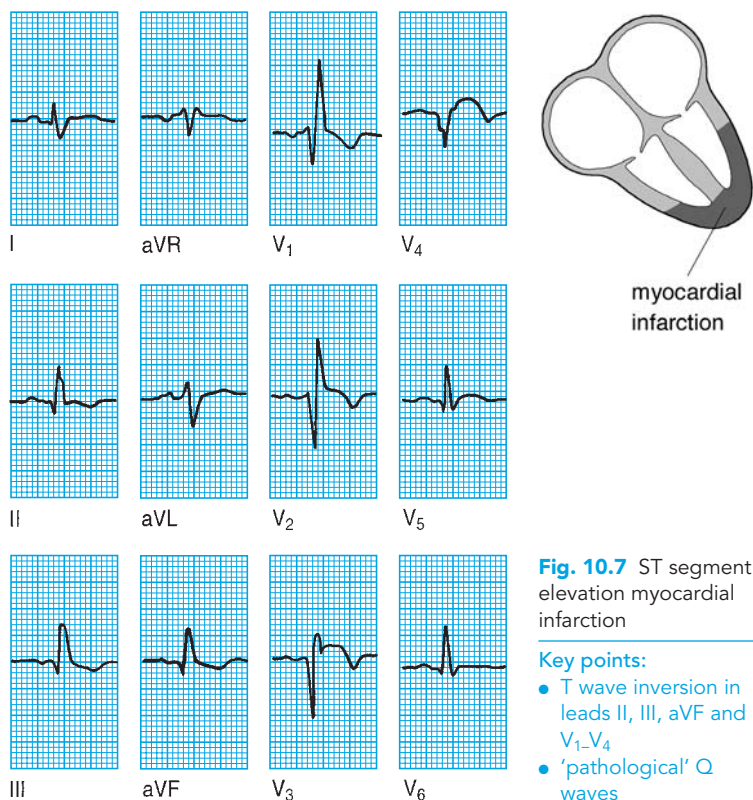 I
aVR
V₁
V₄
myocardial
infarction
II
aVL
V₂
V₅
III
aVF
V₃
V₆
Fig. 10.7 ST segment
elevation myocardial
infarction
Key points:
● T wave inversion in
leads II, III, aVF and
V₁–V₄
● ‘pathological’ Q
waves